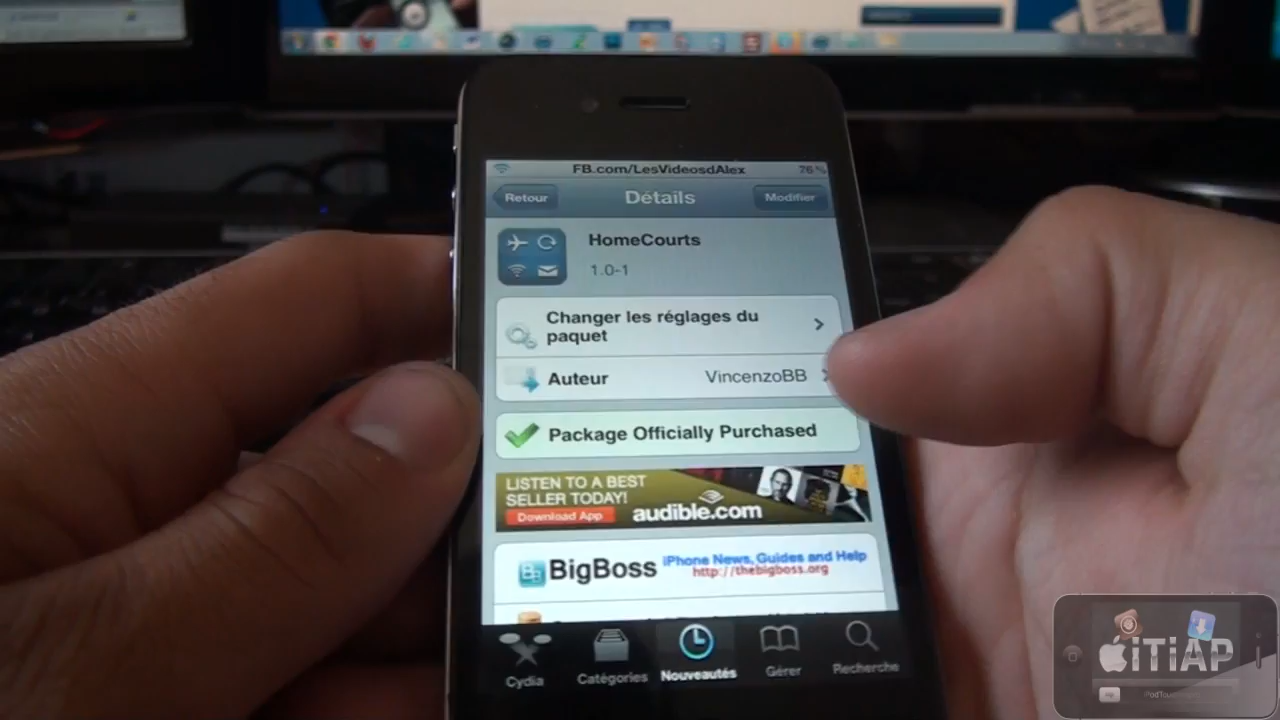 FB.com/LesVideosdAlex
76%
Retour
Détails
Modifier
HomeCourts
1.0-1
Changer les réglages du
paquet
Auteur
VincenzoBB
Package Officially Purchased
LISTEN TO A BEST
SELLER TODAY!
Download App
audible.com
BigBoss
iPhone News, Guides and Help
http://thebigboss.org
Cydia
Catégories
Nouveautés
Gérer
Recherche
iTiAP